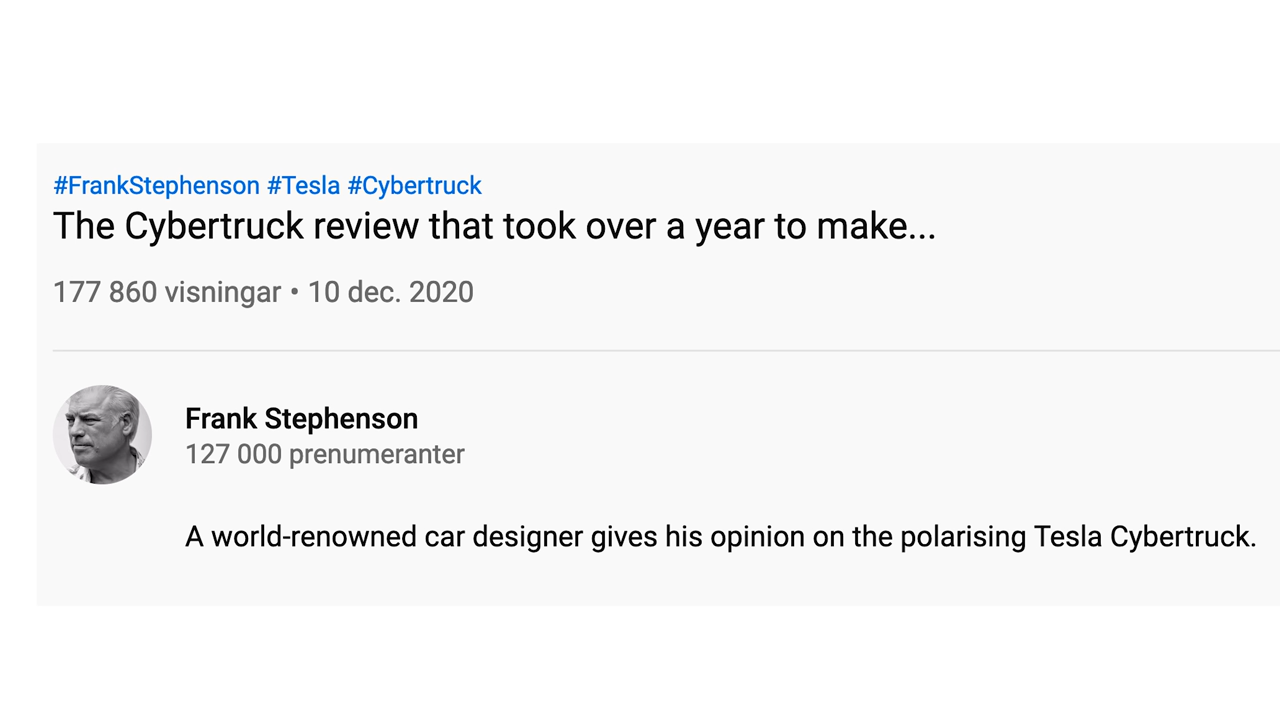 #FrankStephenson #Tesla #Cybertruck
The Cybertruck review that took over a year to make...
177 860 visningar • 10 dec. 2020
Frank Stephenson
127 000 prenumeranter
A world-renowned car designer gives his opinion on the polarising Tesla Cybertruck.